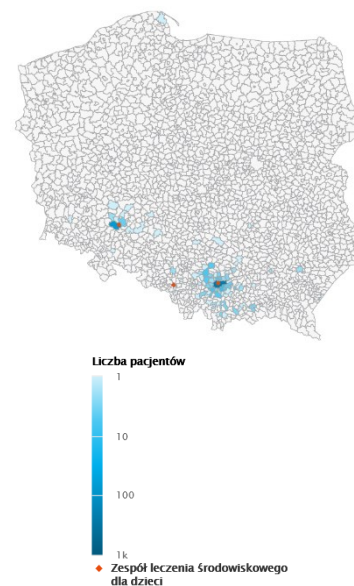 Liczba pacjentów
1
10
100
1k
Zespół leczenia środowiskowego
dla dzieci